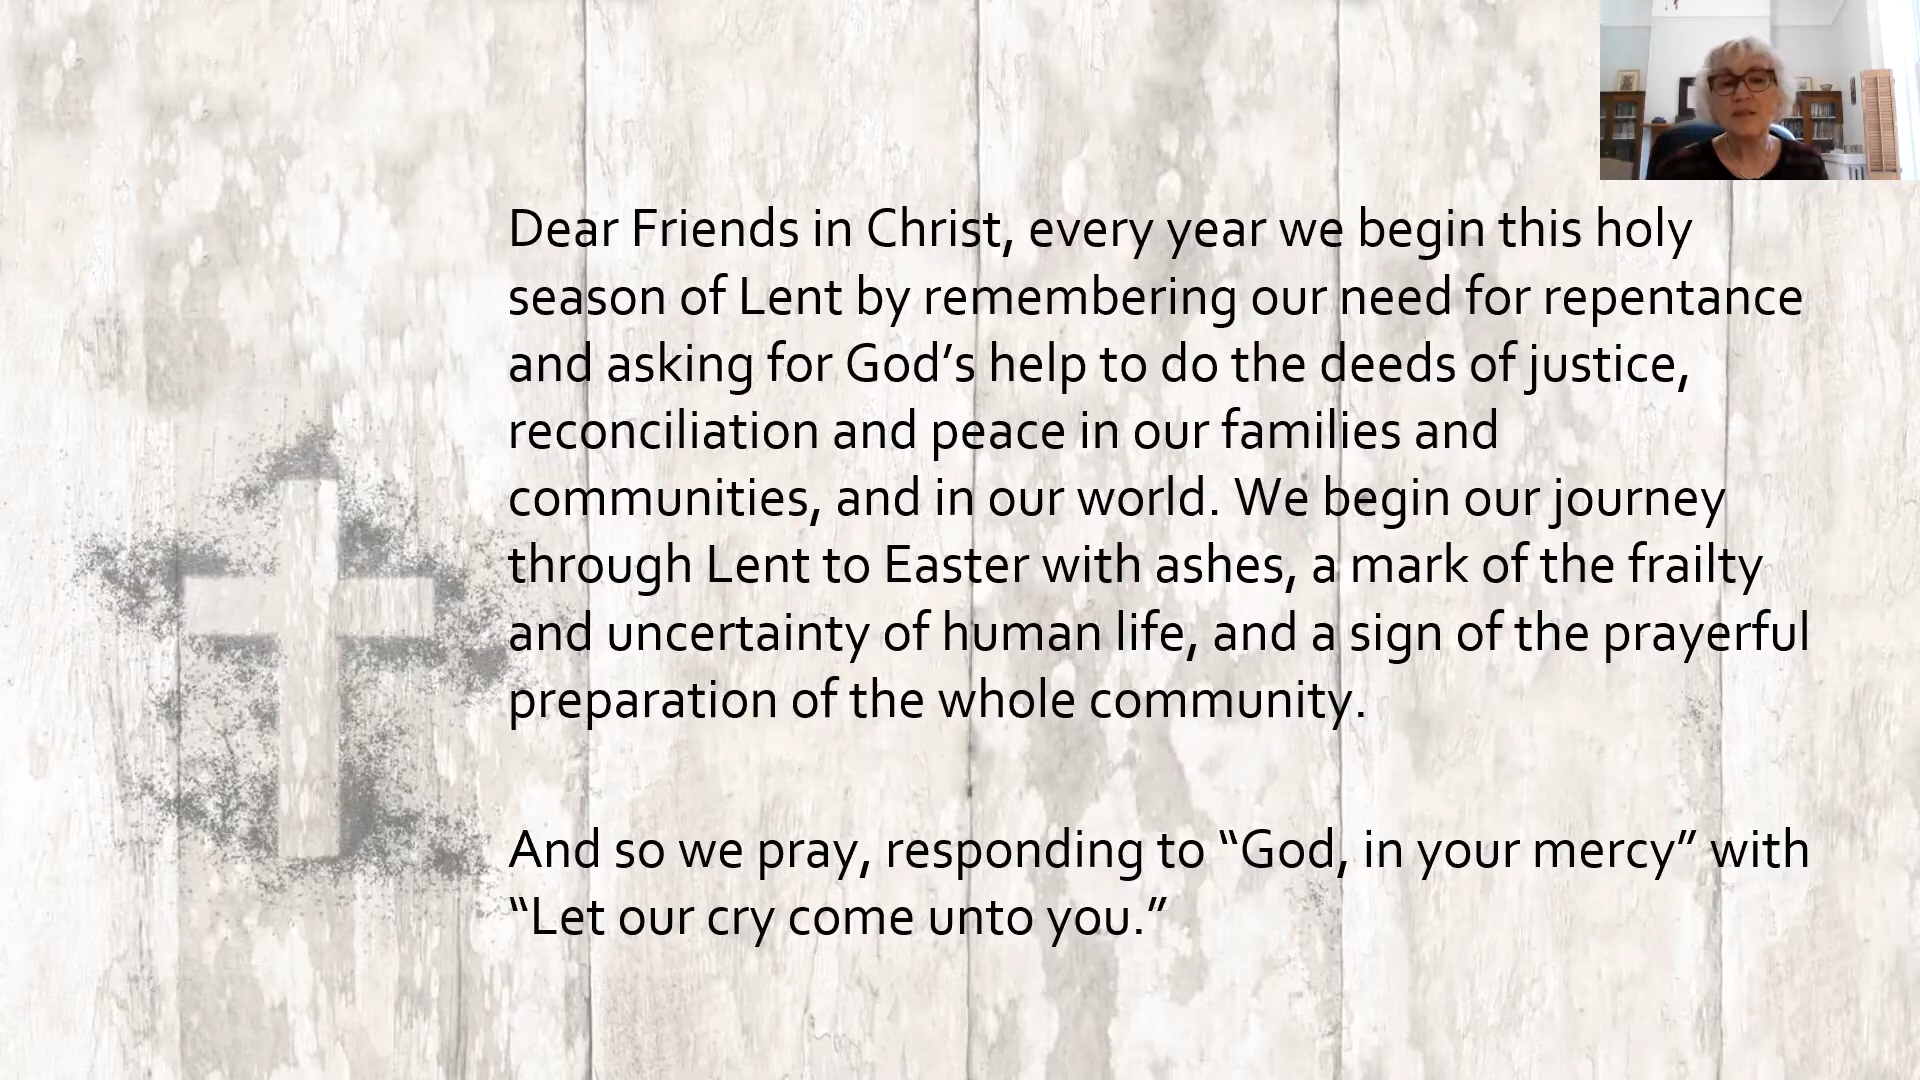 Dear Friends in Christ, every year we begin this holy
season of Lent by remembering our need for repentance
and asking for God’s help to do the deeds of justice,
reconciliation and peace in our families and
communities, and in our world. We begin our journey
through Lent to Easter with ashes, a mark of the frailty
and uncertainty of human life, and a sign of the prayerful
preparation of the whole community.
And so we pray, responding to “God, in your mercy” with
“Let our cry come unto you.”